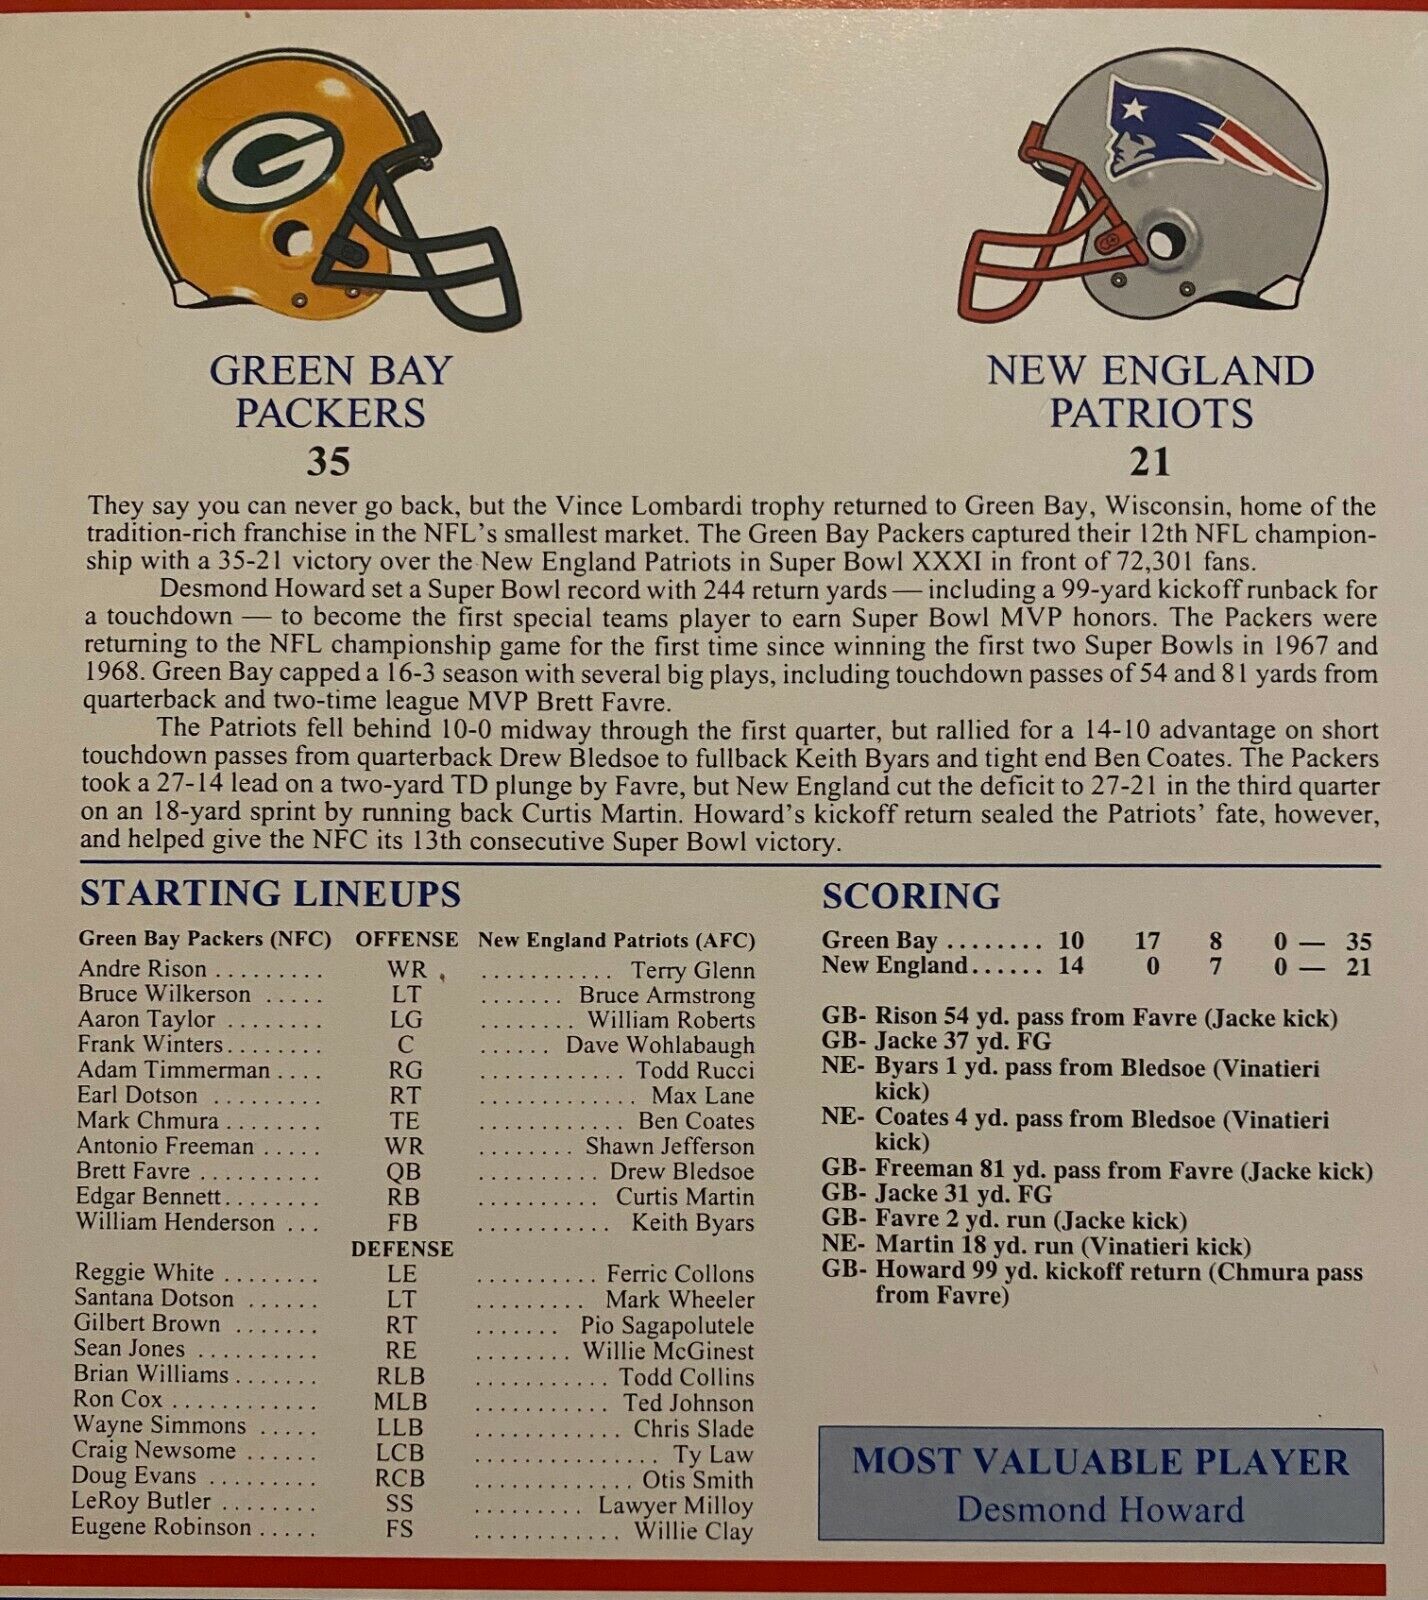 G
GREEN BAY
PACKERS
35
NEW ENGLAND
PATRIOTS
21
They say you can never go back, but the Vince Lombardi trophy returned to Green Bay, Wisconsin, home of the
tradition-rich franchise in the NFL's smallest market. The Green Bay Packers captured their 12th NFL champion-
ship with a 35-21 victory over the New England Patriots in Super Bowl XXXI in front of 72,301 fans.
Desmond Howard set a Super Bowl record with 244 return yards — including a 99-yard kickoff runback for
a touchdown — to become the first special teams player to earn Super Bowl MVP honors. The Packers were
returning to the NFL championship game for the first time since winning the first two Super Bowls in 1967 and
1968. Green Bay capped a 16-3 season with several big plays, including touchdown passes of 54 and 81 yards from
quarterback and two-time league MVP Brett Favre.
The Patriots fell behind 10-0 midway through the first quarter, but rallied for a 14-10 advantage on short
touchdown passes from quarterback Drew Bledsoe to fullback Keith Byars and tight end Ben Coates. The Packers
took a 27-14 lead on a two-yard TD plunge by Favre, but New England cut the deficit to 27-21 in the third quarter
on an 18-yard sprint by running back Curtis Martin. Howard's kickoff return sealed the Patriots' fate, however,
and helped give the NFC its 13th consecutive Super Bowl victory.
STARTING LINEUPS
Green Bay Packers (NFC) OFFENSE New England Patriots (AFC)
Andre Rison ......... WR ........... Terry Glenn
Bruce Wilkerson ..... LT ....... Bruce Armstrong
Aaron Taylor ........ LG ........ William Roberts
Frank Winters........ C ...... Dave Wohlabaugh
Adam Timmerman .... RG ............ Todd Rucci
Earl Dotson ......... RT ............. Max Lane
Mark Chmura ........ TE ............ Ben Coates
Antonio Freeman ..... WR ........ Shawn Jefferson
Brett Favre .......... QB ........... Drew Bledsoe
Edgar Bennett........ RB .......... Curtis Martin
William Henderson ... FB ........... Keith Byars
DEFENSE
Reggie White ........ LE .......... Ferric Collons
Santana Dotson ...... LT ......... Mark Wheeler
Gilbert Brown ....... RT ....... Pio Sagapolutele
Sean Jones .......... RE ........ Willie McGinest
Brian Williams ....... RLB ........... Todd Collins
Ron Cox ............ MLB ........... Ted Johnson
Wayne Simmons ..... LLB ............ Chris Slade
Craig Newsome ...... LCB ............... Ty Law
Doug Evans ......... RCB ............. Otis Smith
LeRoy Butler ........ SS ......... Lawyer Milloy
Eugene Robinson ..... FS ............ Willie Clay
SCORING
Green Bay ........ 10 17 8 0 — 35
New England...... 14 0 7 0 — 21
GB- Rison 54 yd. pass from Favre (Jacke kick)
GB- Jacke 37 yd. FG
NE- Byars 1 yd. pass from Bledsoe (Vinatieri
kick)
NE- Coates 4 yd. pass from Bledsoe (Vinatieri
kick)
GB- Freeman 81 yd. pass from Favre (Jacke kick)
GB- Jacke 31 yd. FG
GB- Favre 2 yd. run (Jacke kick)
NE- Martin 18 yd. run (Vinatieri kick)
GB- Howard 99 yd. kickoff return (Chmura pass
from Favre)
MOST VALUABLE PLAYER
Desmond Howard